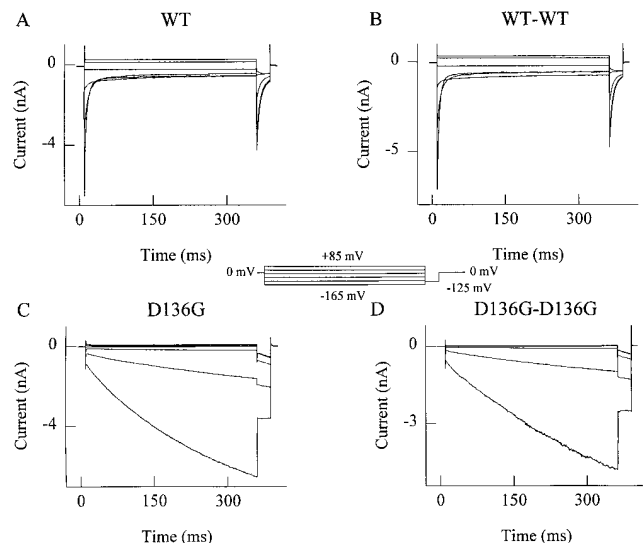 A
WT
0
-4
Current (nA)
0
150
300
Time (ms)
B
WT-WT
0
-5
Current (nA)
0
150
300
Time (ms)
+85 mV
0 mV
0 mV
-125 mV
-165 mV
C
D136G
0
-4
Current (nA)
0
150
300
Time (ms)
D
D136G-D136G
0
-3
Current (nA)
0
150
300
Time (ms)